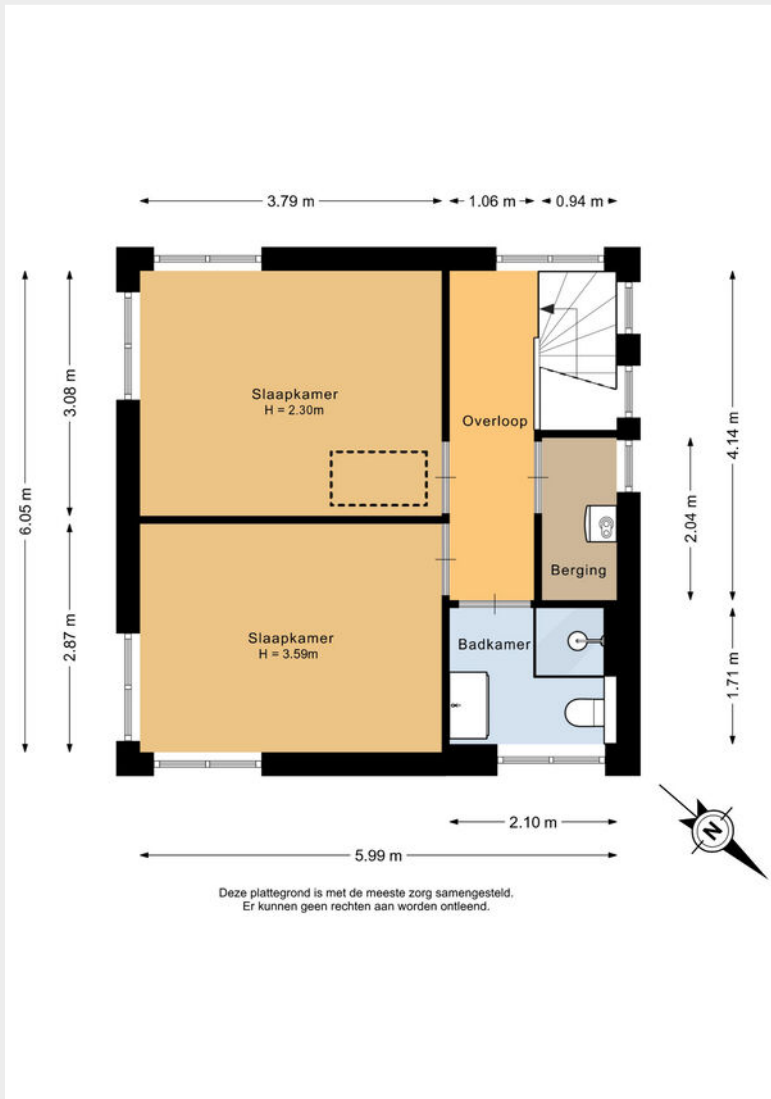 3.79 m
1.06 m
0.94 m
3.08 m
Slaapkamer
H = 2.30m
Overloop
4.14 m
6.05 m
2.04 m
Berging
2.87 m
Slaapkamer
H = 3.59m
Badkamer
1.71 m
2.10 m
N
5.99 m
Deze plattegrond is met de meeste zorg samengesteld.
Er kunnen geen rechten aan worden ontleend.